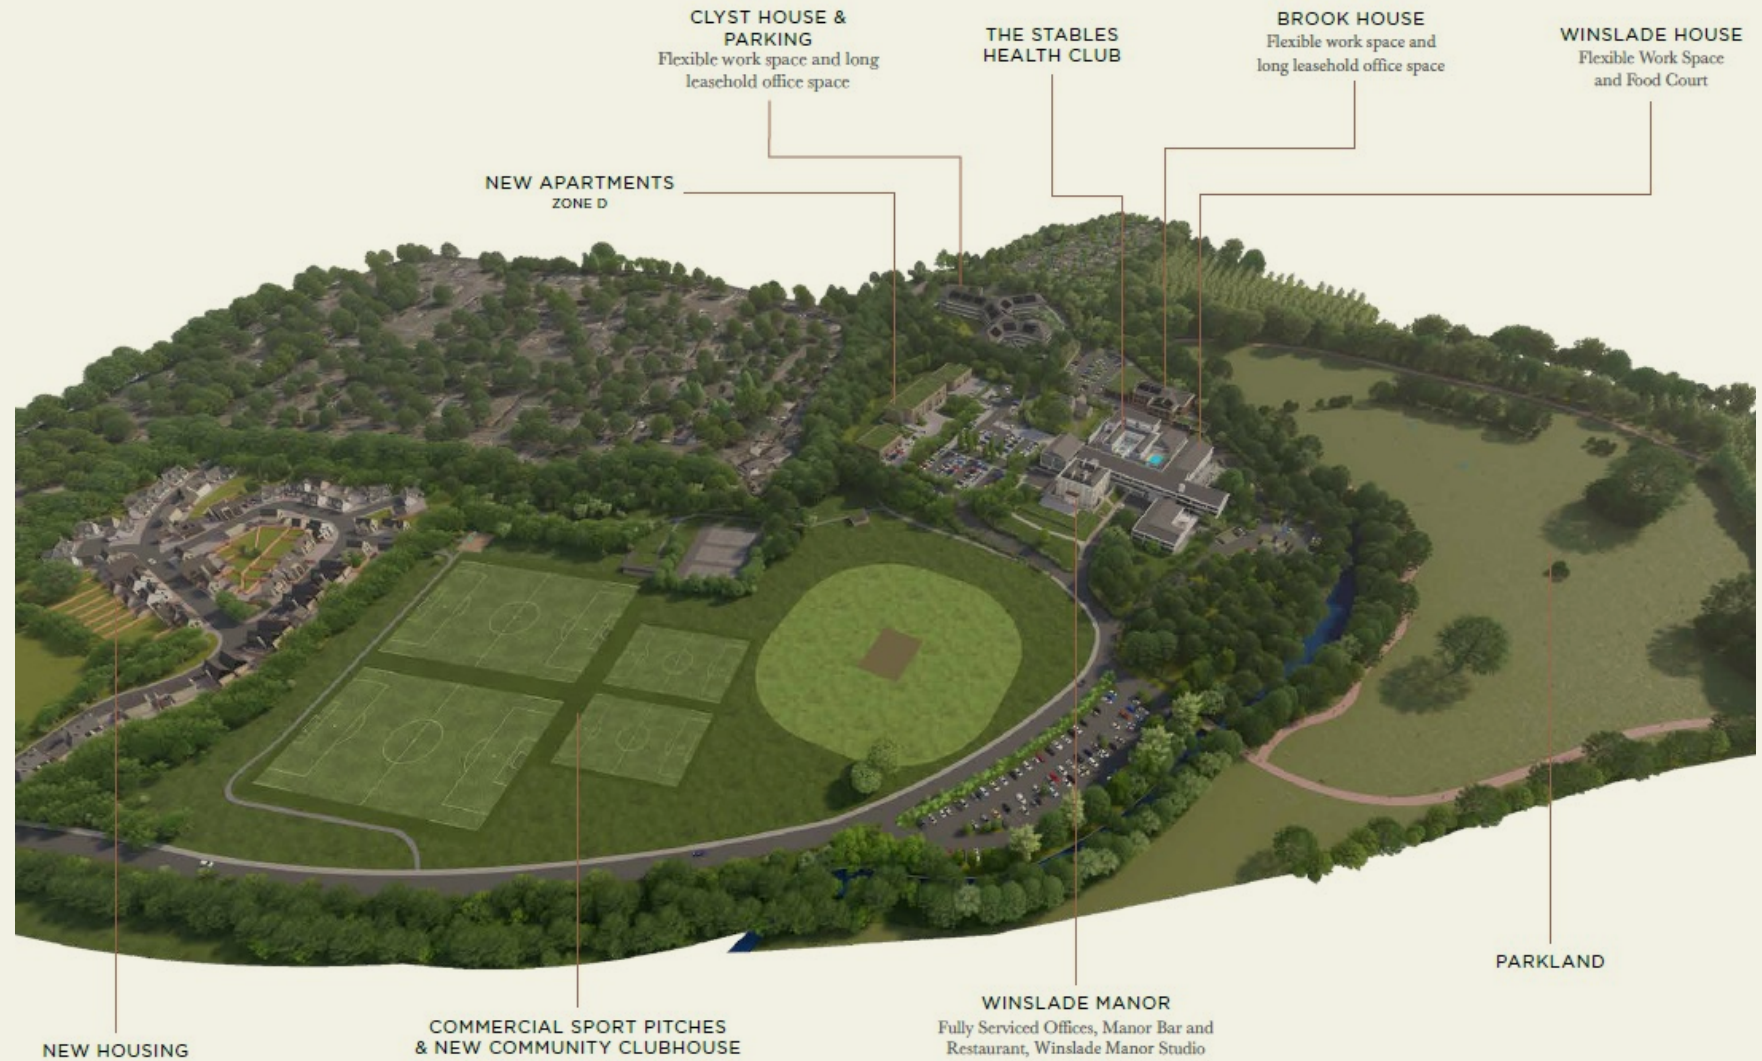 CLYST HOUSE &
PARKING
Flexible work space and long
leasehold office space
THE STABLES
HEALTH CLUB
BROOK HOUSE
Flexible work space and
long leasehold office space
WINSLADE HOUSE
Flexible Work Space
and Food Court
NEW APARTMENTS
ZONE D
NEW HOUSING
COMMERCIAL SPORT PITCHES
& NEW COMMUNITY CLUBHOUSE
WINSLADE MANOR
Fully Serviced Offices, Manor Bar and
Restaurant, Winslade Manor Studio
PARKLAND